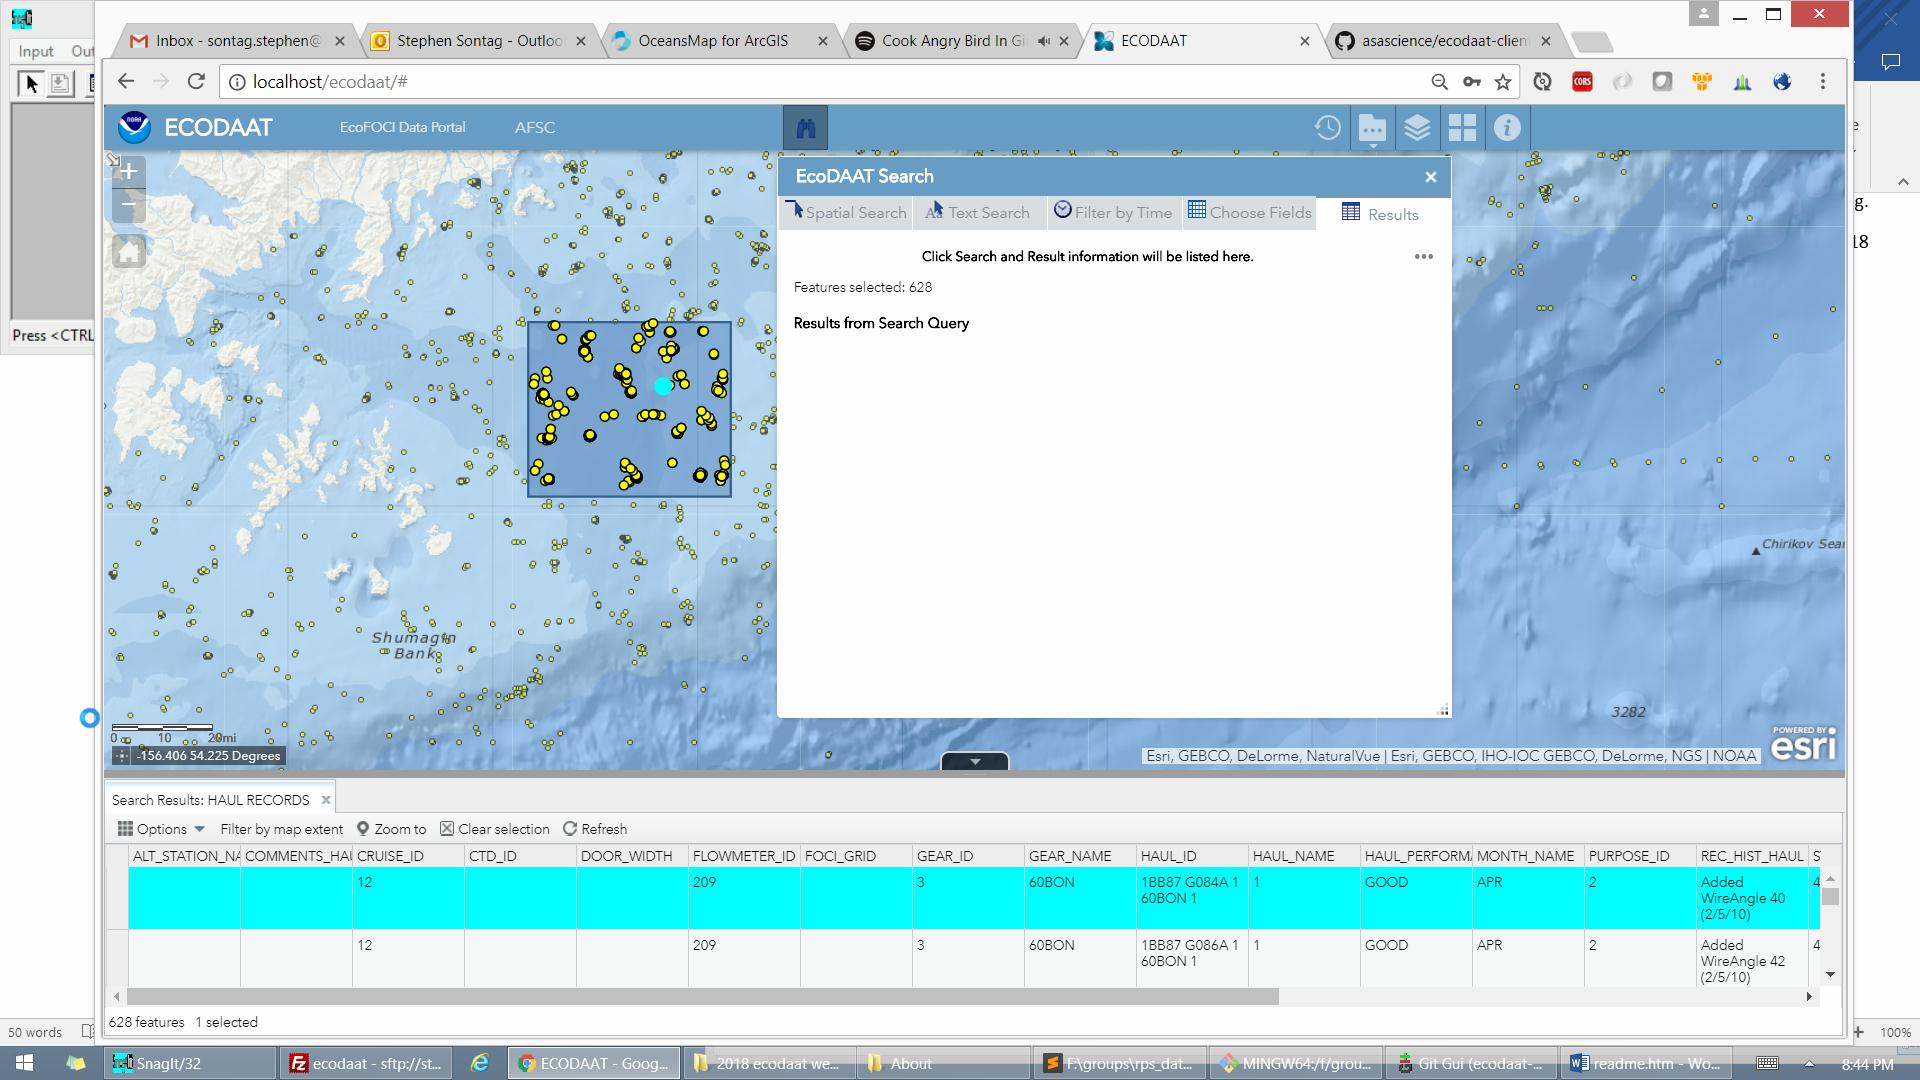 Input Out
Press <CTRL
50 words
Inbox - sontag.stephen@
Stephen Sontag - Outloo
OceansMap for ArcGIS
Cook Angry Bird In Gi
ECODAAT
asascience/ecodaat-clien
localhost/ecodaat/#
CORS
NOAA
ECODAAT
EcoFOCI Data Portal
AFSC
EcoDAAT Search
Spatial Search
Text Search
Filter by Time
Choose Fields
Results
Click Search and Result information will be listed here.
Features selected: 628
Results from Search Query
g.
18
Chirikov Sear
Shumagin
Bank
3282
0 10 20mi
-156.406 54.225 Degrees
Esri, GEBCO, DeLorme, NaturalVue | Esri, GEBCO, IHO-IOC GEBCO, DeLorme, NGS | NOAA
POWERED BY
esri
Search Results: HAUL RECORDS
Options Filter by map extent Zoom to Clear selection Refresh
ALT_STATION_NA COMMENTS_HAU CRUISE_ID CTD_ID DOOR_WIDTH FLOWMETER_ID FOCI_GRID GEAR_ID GEAR_NAME HAUL_ID HAUL_NAME HAUL_PERFORMA MONTH_NAME PURPOSE_ID REC_HIST_HAUL S
12 209 3 60BON 1BB87 G084A 1 1 GOOD APR 2 Added 4
60BON 1 WireAngle 40
(2/5/10)
12 209 3 60BON 1BB87 G086A 1 1 GOOD APR 2 Added 4
60BON 1 WireAngle 42
(2/5/10)
628 features 1 selected
100%
SnagIt/32
ecodaat - sftp://st...
ECODAAT - Goog...
2018 ecodaat we...
About
F:\groups\rps_dat...
MINGW64:/f/grou...
Git Gui (ecodaat-...
readme.htm - Wo...
8:44 PM